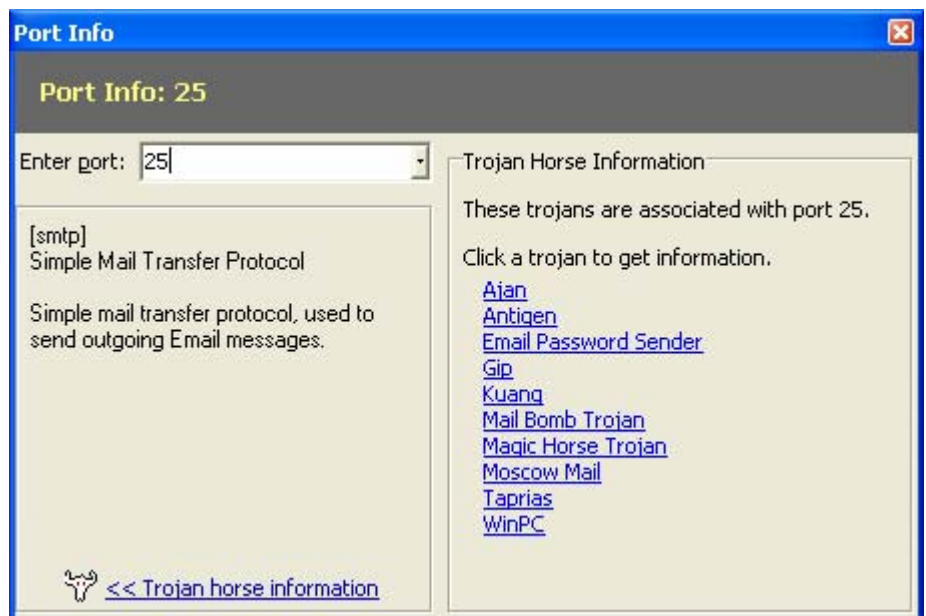 Port Info
Port Info: 25
Enter port: 25
[smtp]
Simple Mail Transfer Protocol
Simple mail transfer protocol, used to
send outgoing Email messages.
<< Trojan horse information
Trojan Horse Information
These trojans are associated with port 25.
Click a trojan to get information.
Ajan
Antigen
Email Password Sender
Gip
Kuang
Mail Bomb Trojan
Magic Horse Trojan
Moscow Mail
Taprias
WinPC